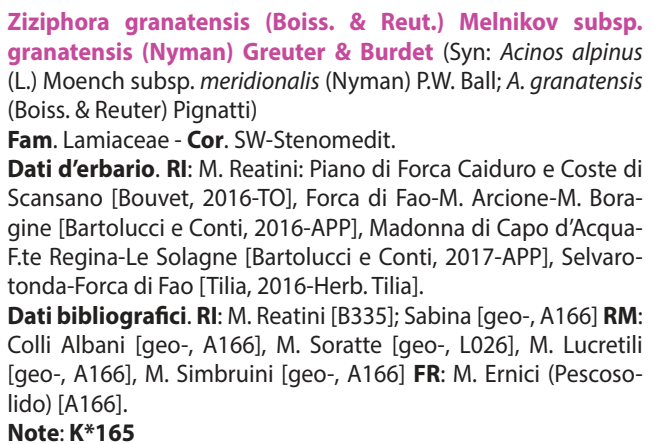 Ziziphora granatensis (Boiss. & Reut.) Melnikov subsp.
granatensis (Nyman) Greuter & Burdet (Syn: Acinos alpinus
(L.) Moench subsp. meridionalis (Nyman) P.W. Ball; A. granatensis
(Boiss. & Reuter) Pignatti)
Fam. Lamiaceae - Cor. SW-Stenomedit.
Dati d'erbario. RI: M. Reatini: Piano di Forca Caiduro e Coste di
Scansano [Bouvet, 2016-TO], Forca di Fao-M. Arcione-M. Bora-
gine [Bartolucci e Conti, 2016-APP], Madonna di Capo d'Acqua-
F.te Regina-Le Solagne [Bartolucci e Conti, 2017-APP], Selvaro-
tonda-Forca di Fao [Tilia, 2016-Herb. Tilia].
Dati bibliografici. RI: M. Reatini [B335]; Sabina [geo-, A166] RM:
Colli Albani [geo-, A166], M. Soratte [geo-, L026], M. Lucretili
[geo-, A166], M. Simbruini [geo-, A166] FR: M. Ernici (Pescoso-
lido) [A166].
Note: K*165